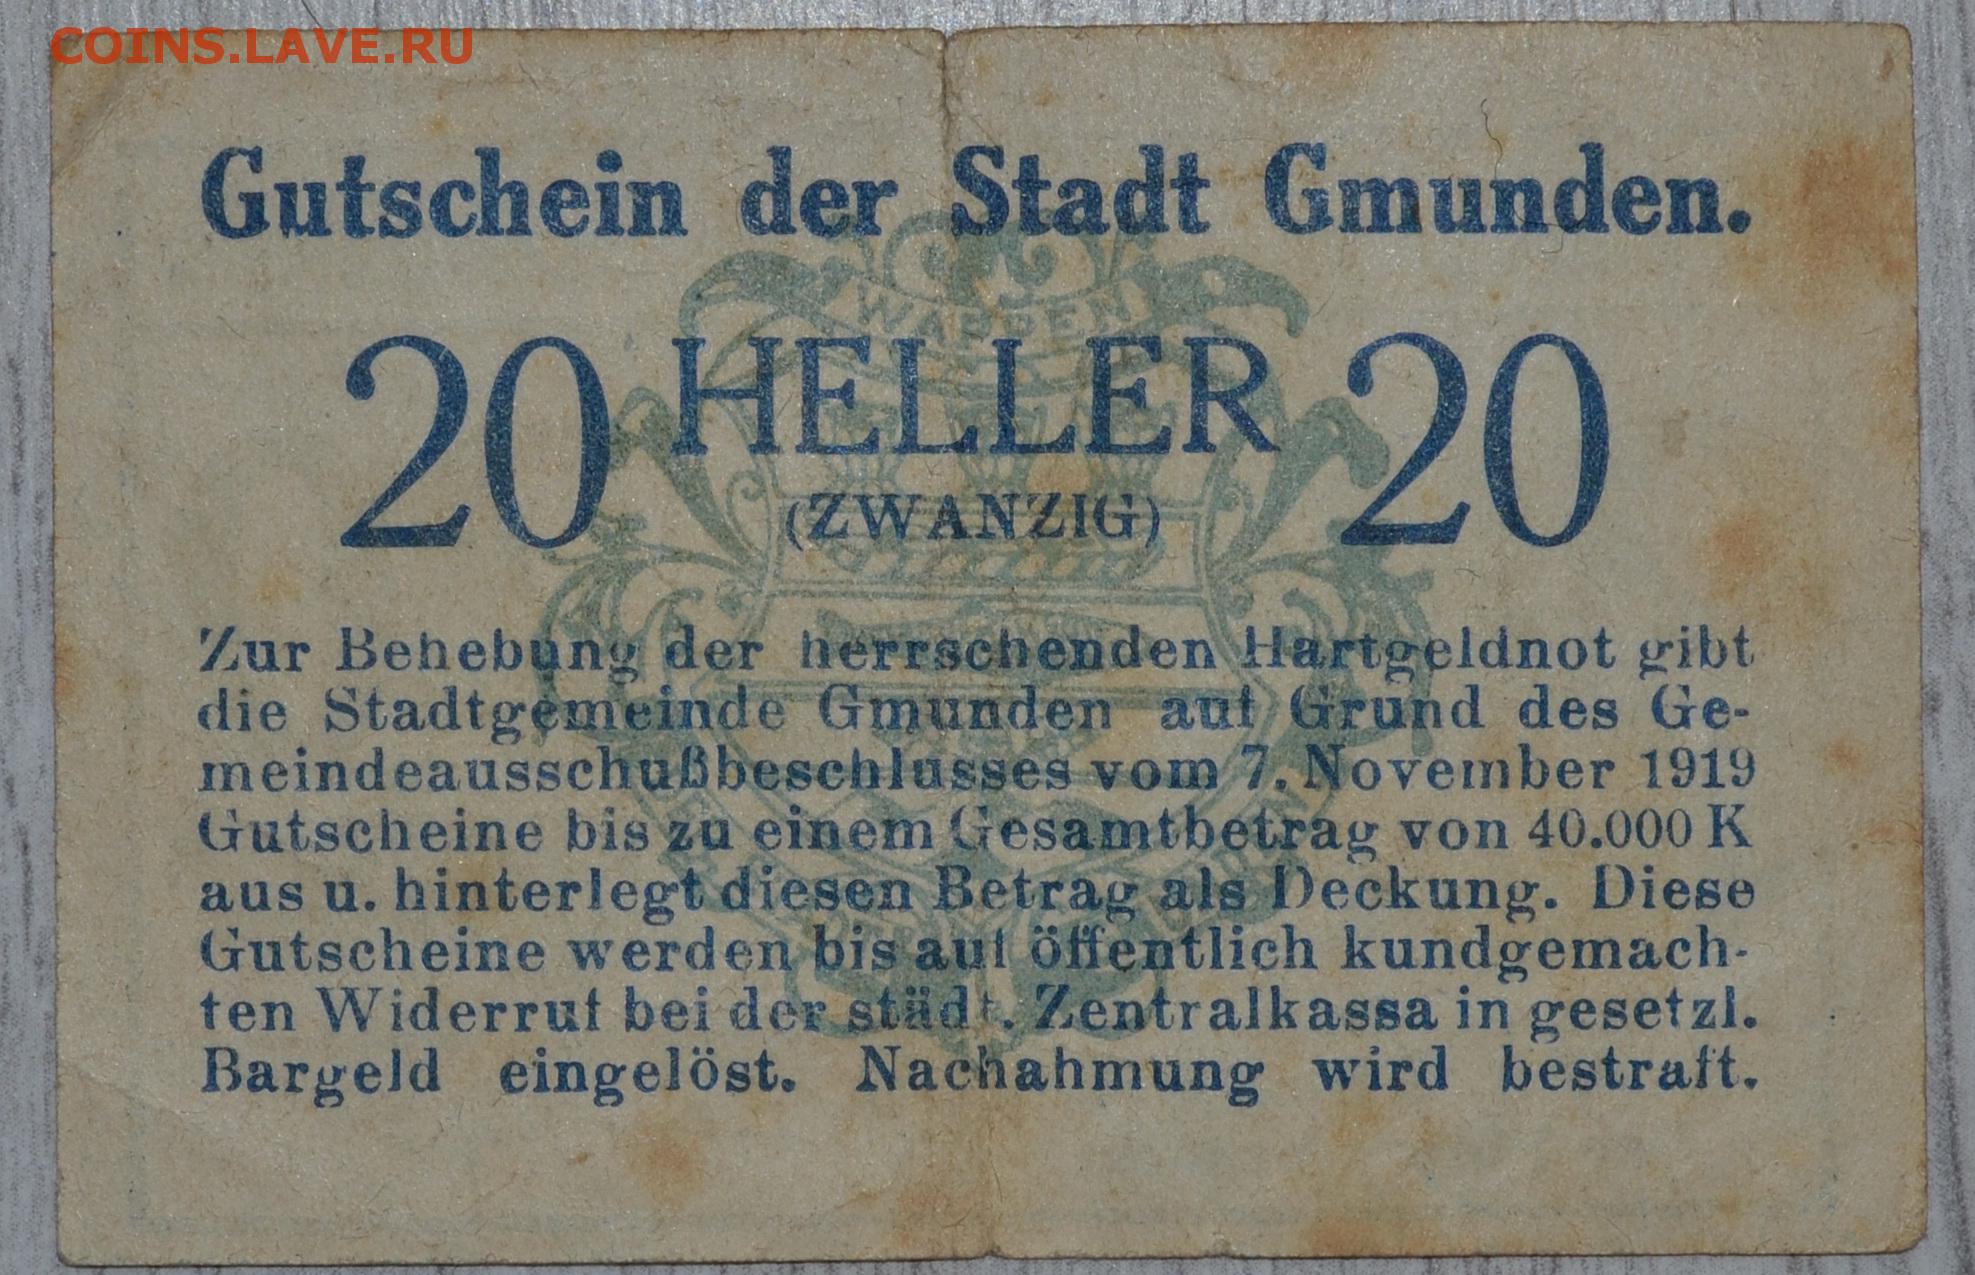 COINS.LAVE.RU
Gutschein der Stadt Gmunden.
WAPPEN
20 HELLER 20
(ZWANZIG)
Zur Behebung der herrschenden Hartgeldnot gibt
die Stadtgemeinde Gmunden auf Grund des Ge-
meindeausschußbeschlusses vom 7. November 1919
Gutscheine bis zu einem Gesamtbetrag von 40.000 K
aus u. hinterlegt diesen Betrag als Deckung. Diese
Gutscheine werden bis auf öffentlich kundgemach-
ten Widerruf bei der städt. Zentralkassa in gesetzl.
Bargeld eingelöst. Nachahmung wird bestraft.